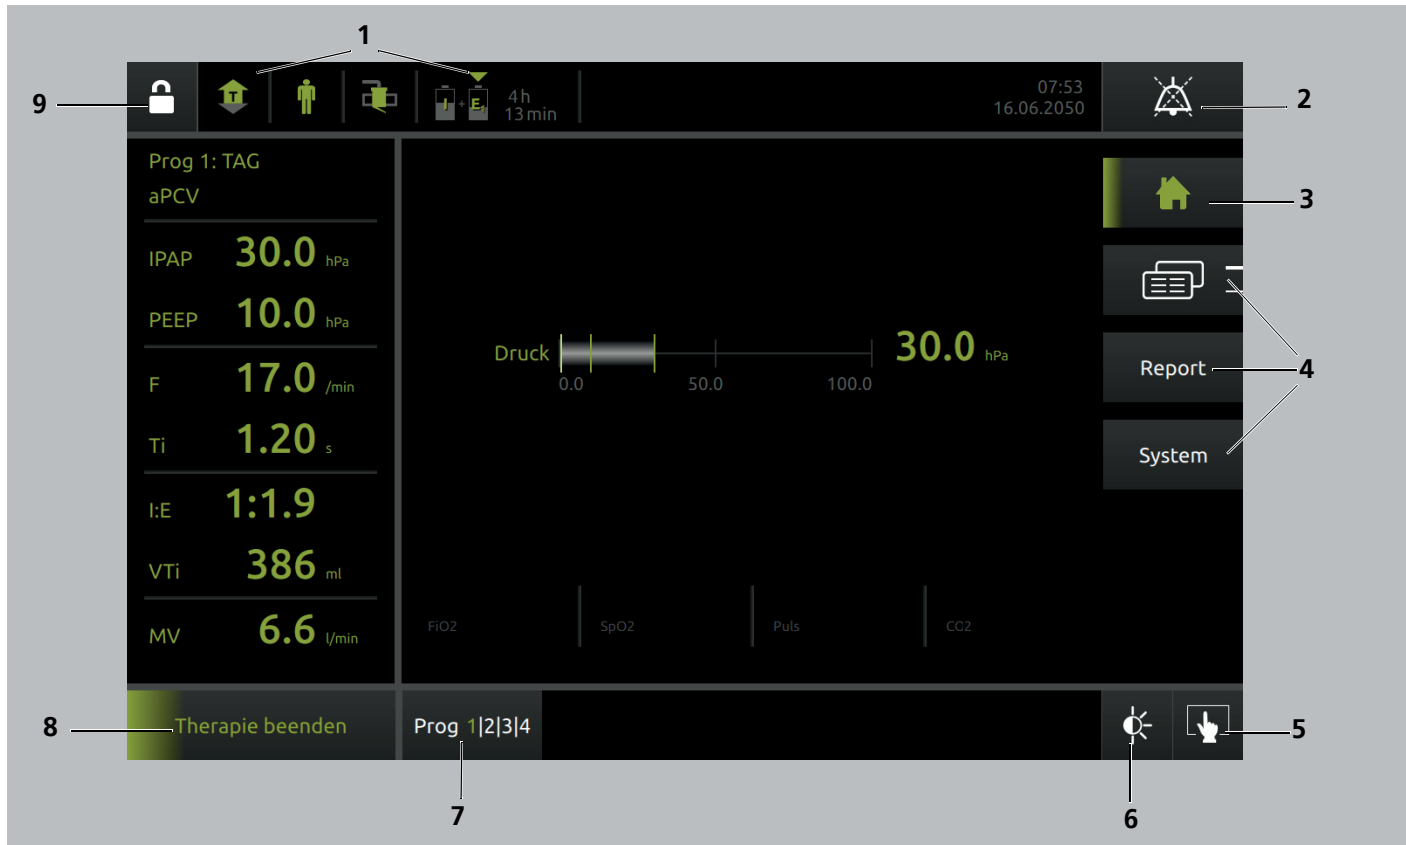 1
9
T
I + E
4 h
13 min
07:53
16.06.2050
2
Prog 1: TAG
aPCV
3
IPAP 30.0 hPa
PEEP 10.0 hPa
Druck 30.0 hPa
0.0 50.0 100.0
F 17.0 /min
Report
4
Ti 1.20 s
System
I:E 1:1.9
VTi 386 ml
MV 6.6 l/min
FiO2 SpO2 Puls CO2
8
Therapie beenden
Prog 1|2|3|4
5
7
6